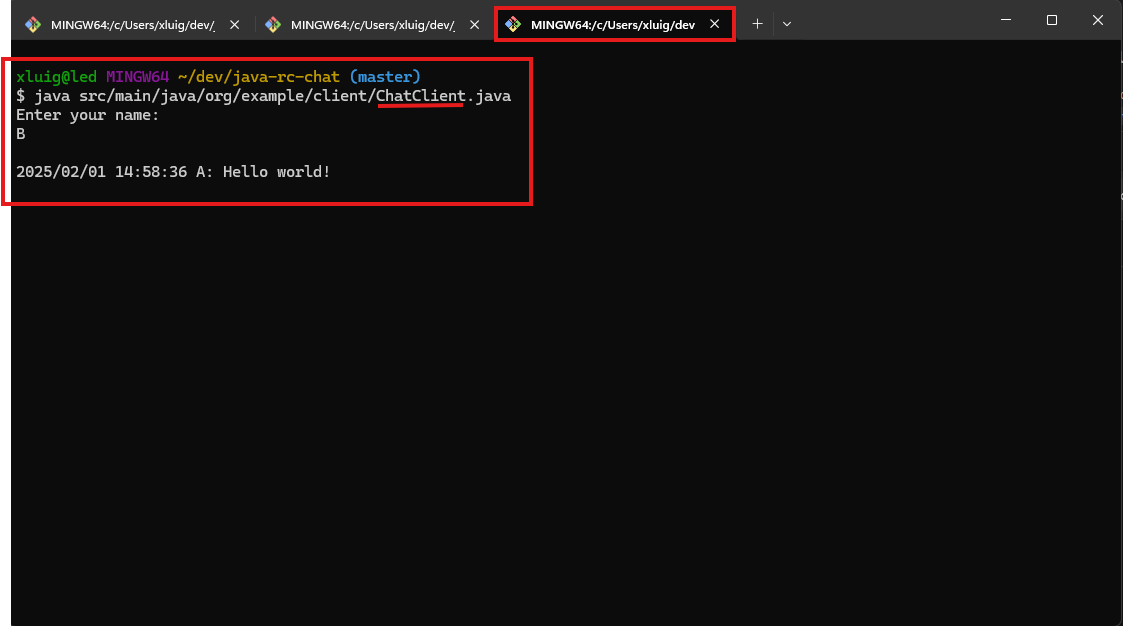 MINGW64:/c/Users/xluig/dev/ MINGW64:/c/Users/xluig/dev/ MINGW64:/c/Users/xluig/dev
xluig@led MINGW64 ~/dev/java-rc-chat (master)
$ java src/main/java/org/example/client/ChatClient.java
Enter your name:
B
2025/02/01 14:58:36 A: Hello world!